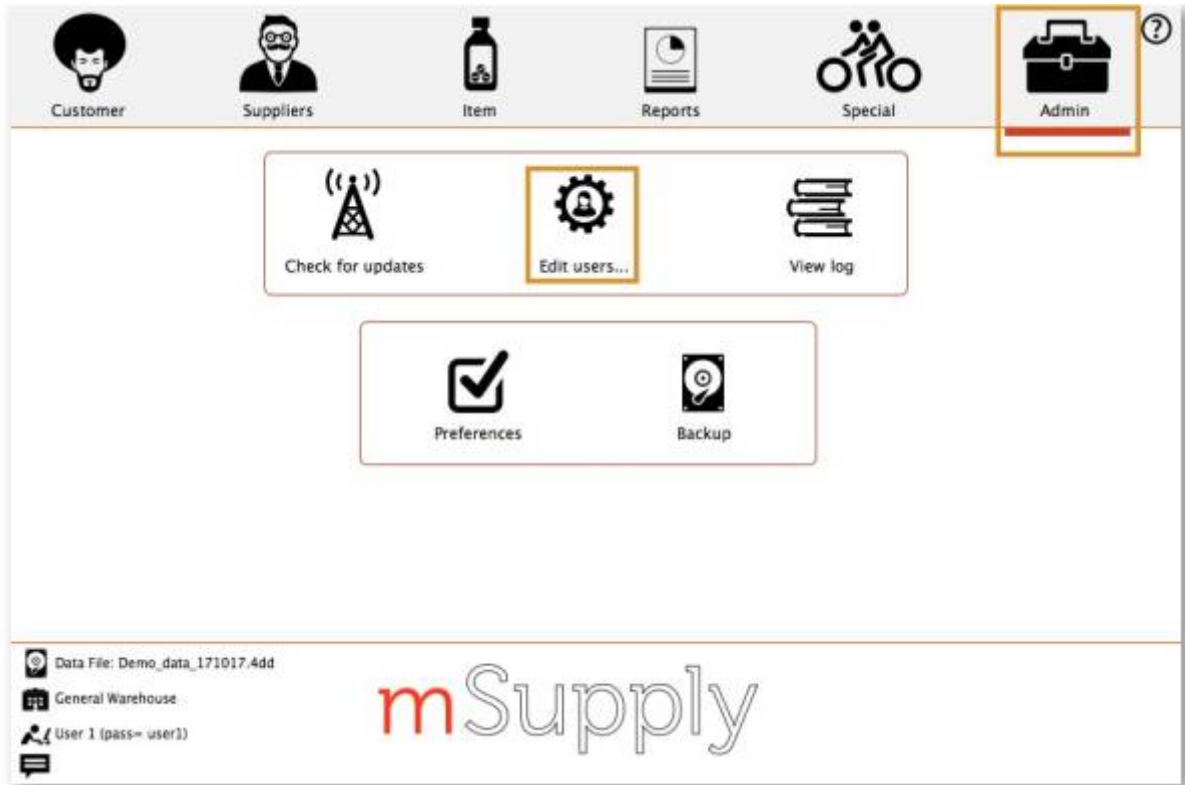 Customer
Suppliers
Item
Reports
Special
Admin
?
Check for updates
Edit users...
View log
Preferences
Backup
Data File: Demo_data_171017.4dd
General Warehouse
User 1 (pass= user1)
mSupply